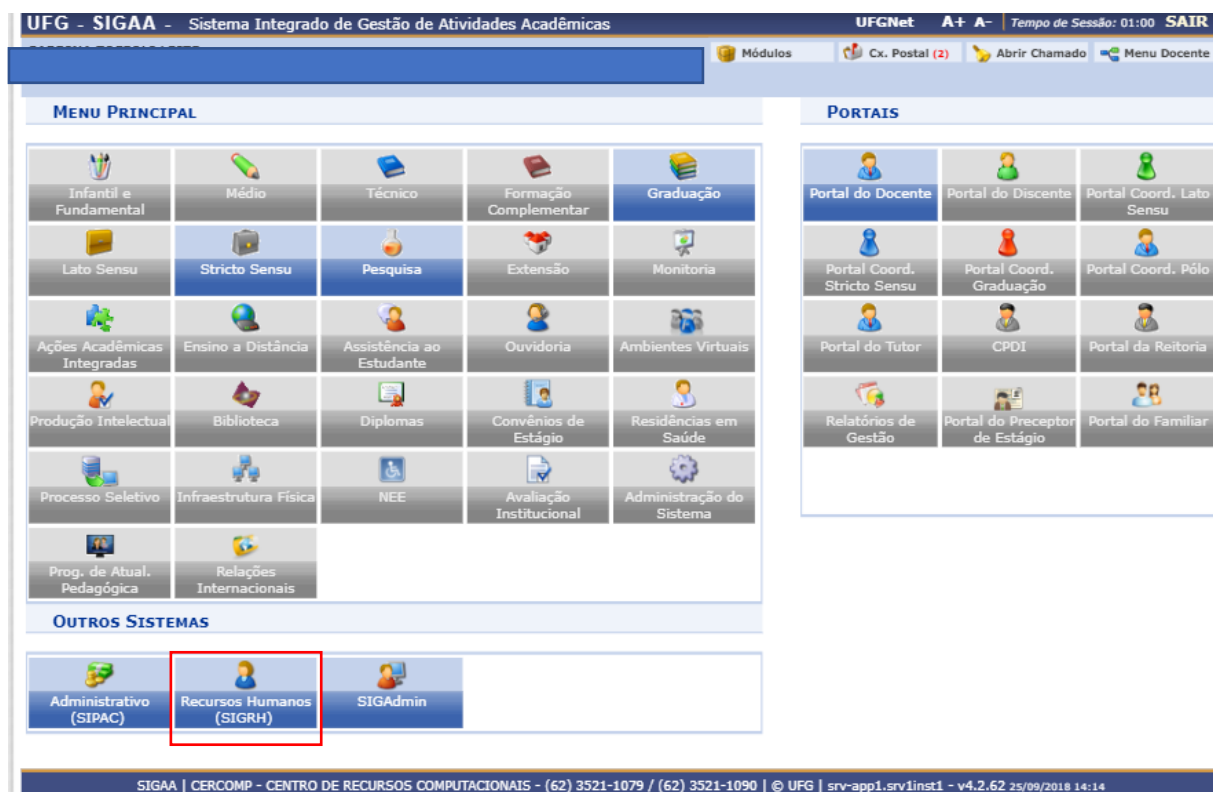 UFG - SIGAA - Sistema Integrado de Gestão de Atividades Acadêmicas
UFGNet A+ A- Tempo de Sessão: 01:00 SAIR
Módulos Cx. Postal (2) Abrir Chamado Menu Docente
MENU PRINCIPAL
Infantil e
Fundamental
Médio
Técnico
Formação
Complementar
Graduação
Lato Sensu
Stricto Sensu
Pesquisa
Extensão
Monitoria
Ações Acadêmicas
Integradas
Ensino a Distância
Assistência ao
Estudante
Ouvidoria
Ambientes Virtuais
Produção Intelectual
Biblioteca
Diplomas
Convênios de
Estágio
Residências em
Saúde
Processo Seletivo
Infraestrutura Física
NEE
Avaliação
Institucional
Administração do
Sistema
Prog. de Atual.
Pedagógica
Relações
Internacionais
OUTROS SISTEMAS
Administrativo
(SIPAC)
Recursos Humanos
(SIGRH)
SIGAdmin
PORTAIS
Portal do Docente
Portal do Discente
Portal Coord. Lato
Sensu
Portal Coord.
Stricto Sensu
Portal Coord.
Graduação
Portal Coord. Pólo
Portal do Tutor
CPDI
Portal da Reitoria
Relatórios de
Gestão
Portal do Preceptor
de Estágio
Portal do Familiar
SIGAA | CERCOMP - CENTRO DE RECURSOS COMPUTACIONAIS - (62) 3521-1079 / (62) 3521-1090 | © UFG | srv-app1.srv1inst1 - v4.2.62 25/09/2018 14:14